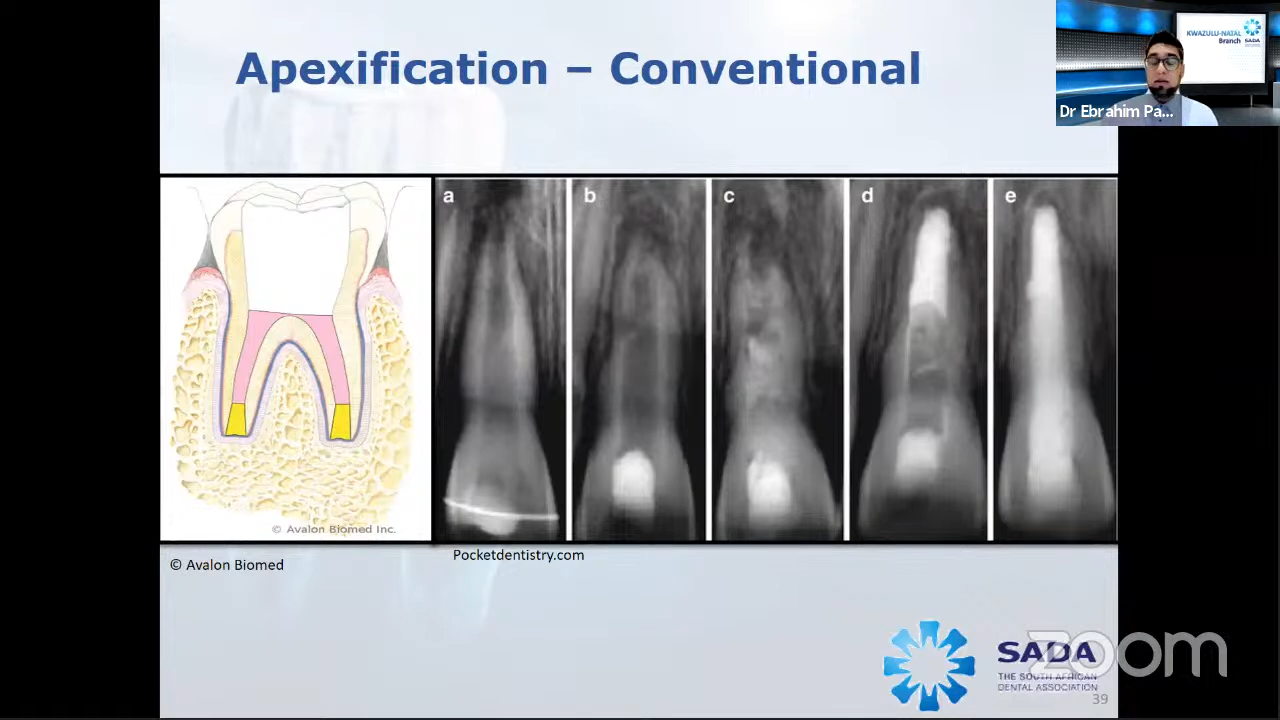 Apexification – Conventional
KWAZULU-NATAL
Branch
SADA
Dr Ebrahim Pa...
a
b
c
d
e
© Avalon Biomed Inc.
© Avalon Biomed
Pocketdentistry.com
SADA
THE SOUTH AFRICAN
DENTAL ASSOCIATION
zoom
39